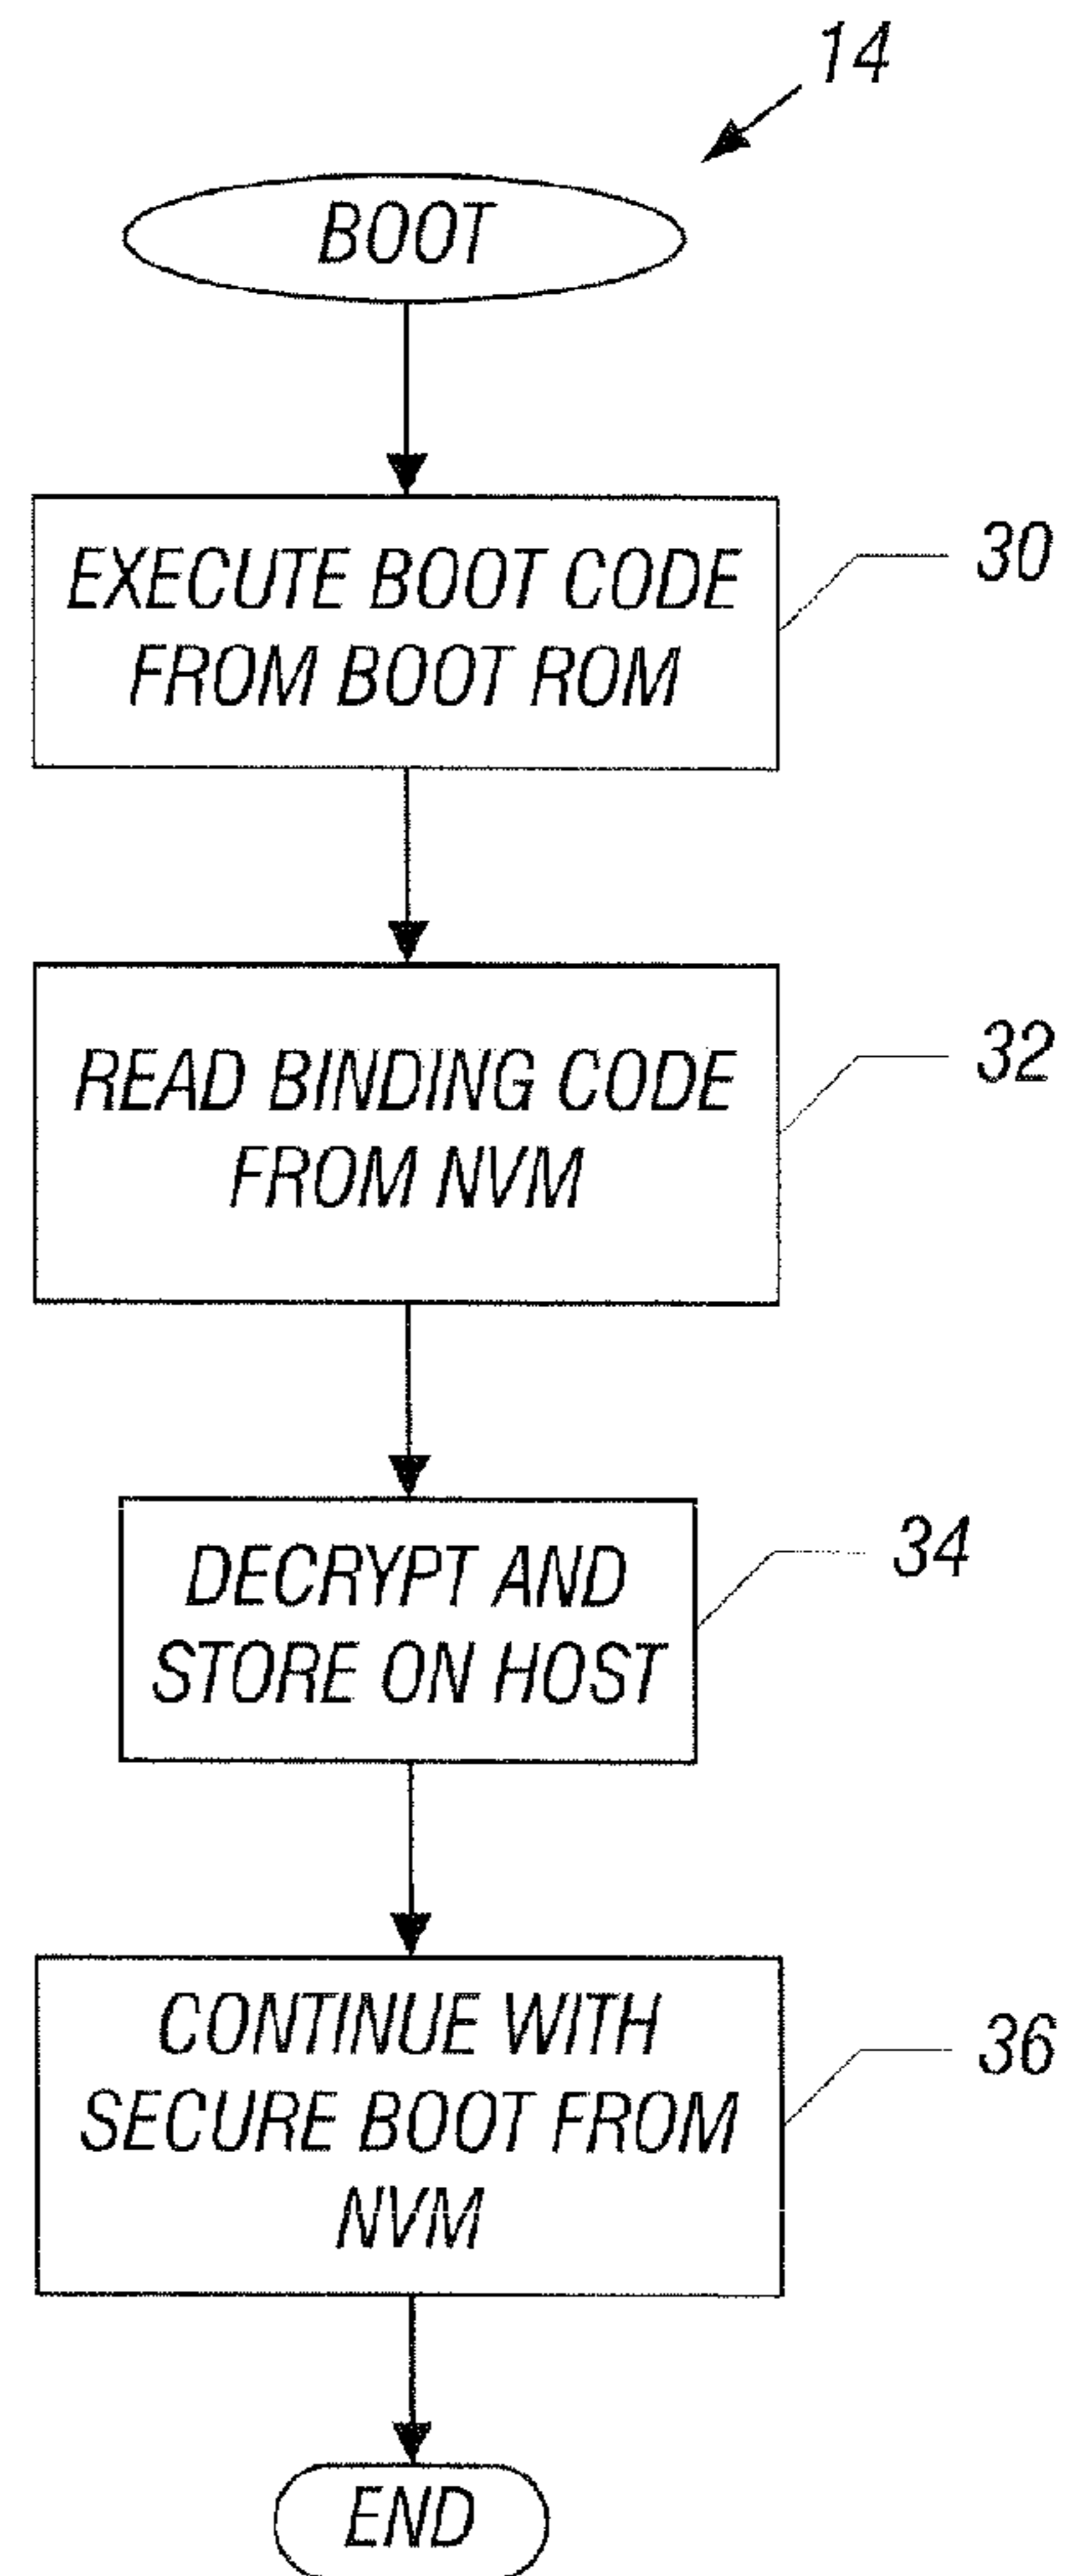 14
BOOT
EXECUTE BOOT CODE
FROM BOOT ROM
30
READ BINDING CODE
FROM NVM
32
DECRYPT AND
STORE ON HOST
34
CONTINUE WITH
SECURE BOOT FROM
NVM
36
END